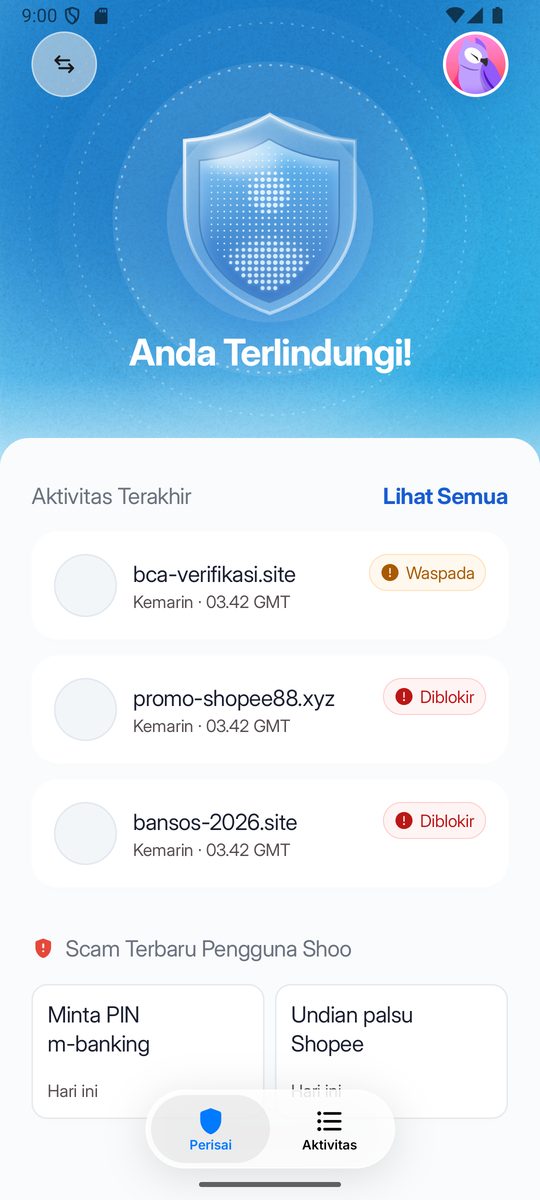 9:00
Anda Terlindungi!
Aktivitas Terakhir
Lihat Semua
bca-verifikasi.site
Waspada
Kemarin · 03.42 GMT
promo-shopee88.xyz
Diblokir
Kemarin · 03.42 GMT
bansos-2026.site
Diblokir
Kemarin · 03.42 GMT
Scam Terbaru Pengguna Shoo
Minta PIN
m-banking
Hari ini
Undian palsu
Shopee
Hari ini
Perisai
Aktivitas